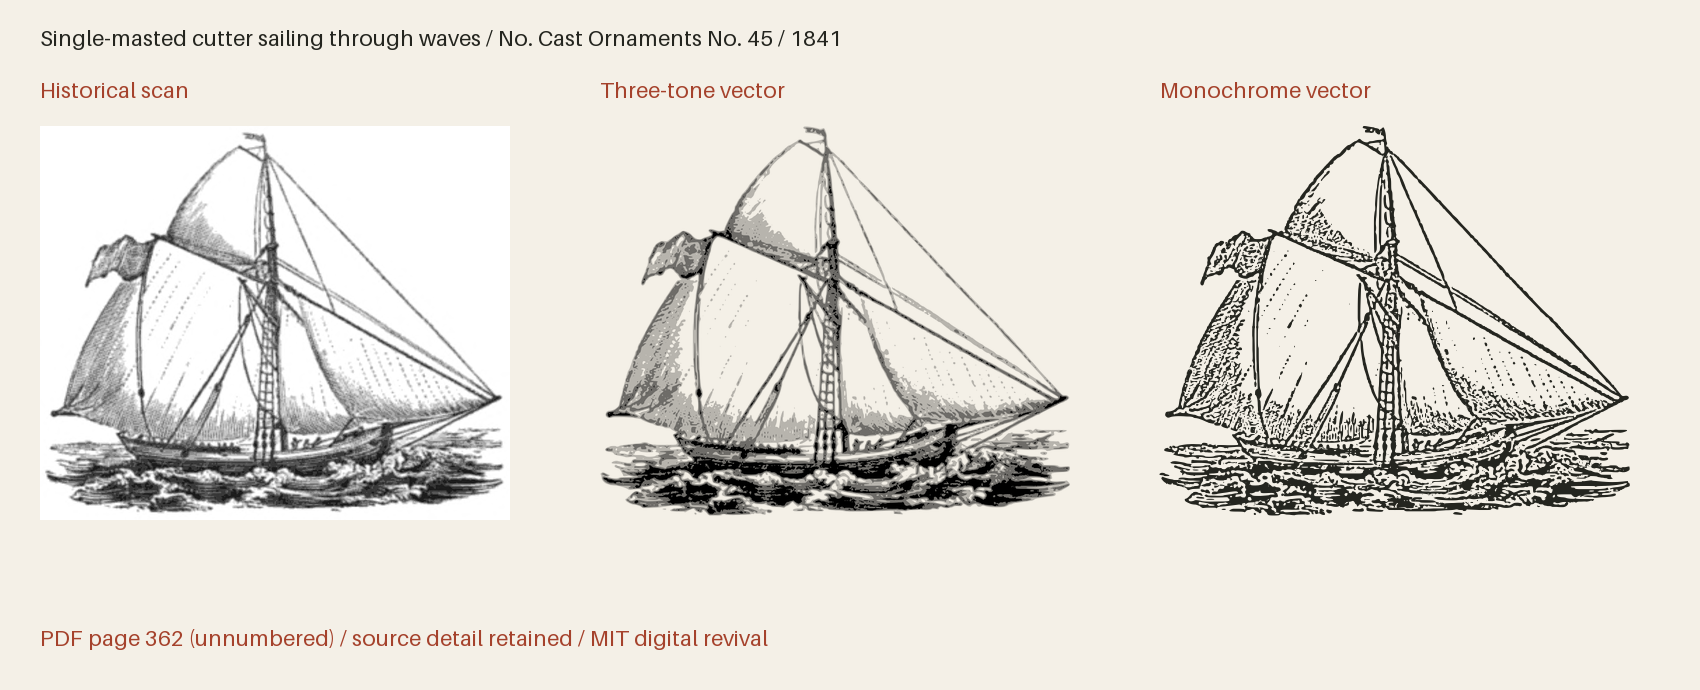 Single-masted cutter sailing through waves / No. Cast Ornaments No. 45 / 1841
Historical scan
Three-tone vector
Monochrome vector
PDF page 362 (unnumbered) / source detail retained / MIT digital revival